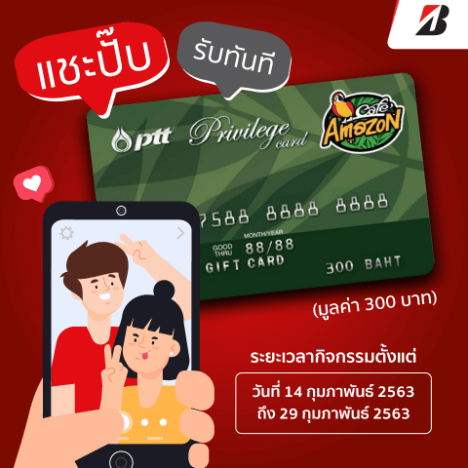 แชะปั๊บ
รับทันที
ptt Privilege card
Café Amazon
7588 8888 8888
MONTH/YEAR
GOOD THRU 88/88
GIFT CARD 300 BAHT
(มูลค่า 300 บาท)
ระยะเวลากิจกรรมตั้งแต่
วันที่ 14 กุมภาพันธ์ 2563
ถึง 29 กุมภาพันธ์ 2563